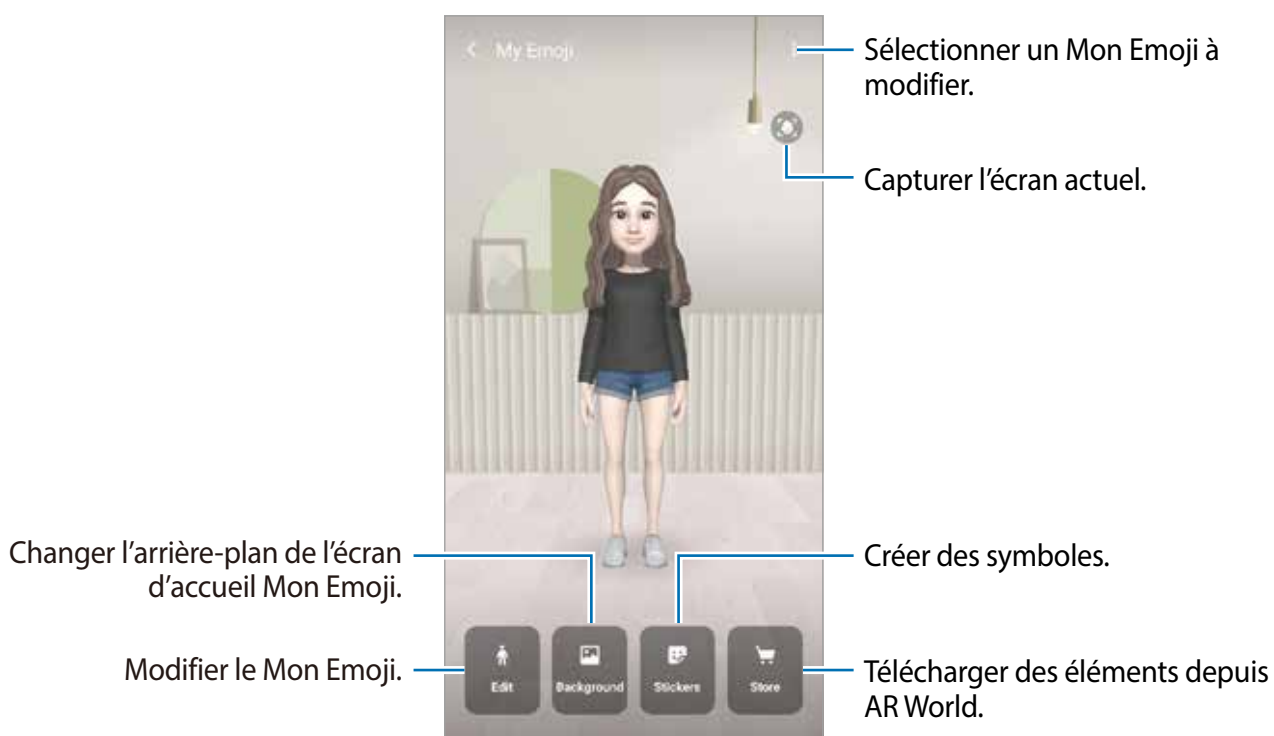 My Emoji
Sélectionner un Mon Emoji à
modifier.
Capturer l’écran actuel.
Changer l’arrière-plan de l’écran
d’accueil Mon Emoji.
Créer des symboles.
Modifier le Mon Emoji.
Edit
Background
Stickers
Store
Télécharger des éléments depuis
AR World.